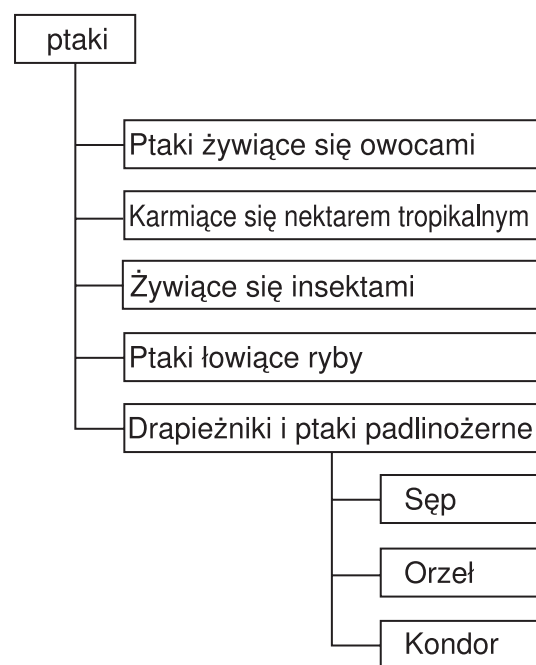 ptaki
Ptaki żywiące się owocami
Karmiące się nektarem tropikalnym
Żywiące się insektami
Ptaki łowiące ryby
Drapieżniki i ptaki padlinożerne
Sęp
Orzeł
Kondor